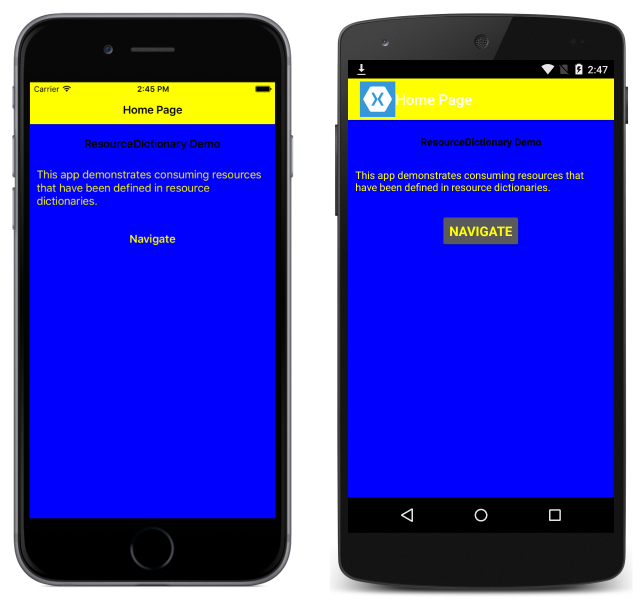 Carrier 2:45 PM
Home Page
ResourceDictionary Demo
This app demonstrates consuming resources
that have been defined in resource
dictionaries.
Navigate
2:47
Home Page
ResourceDictionary Demo
This app demonstrates consuming resources that
have been defined in resource dictionaries.
NAVIGATE